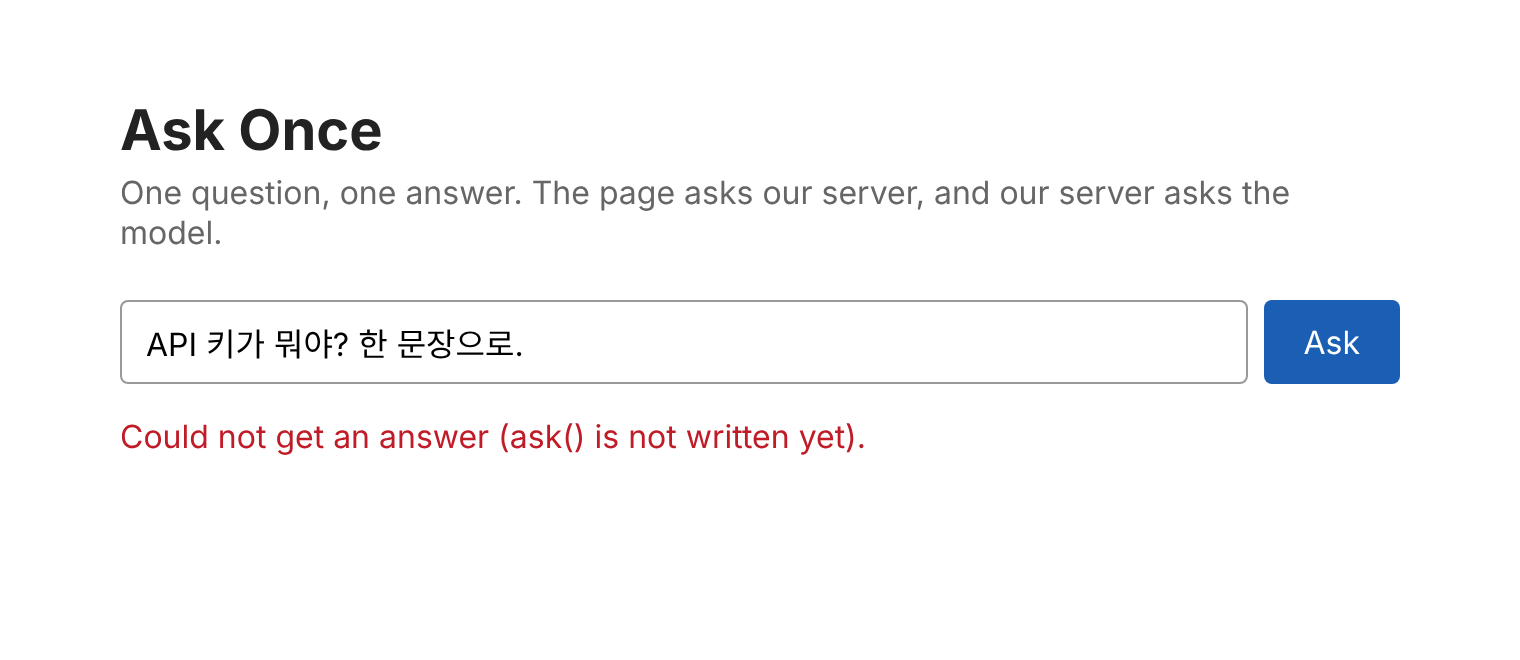 Ask Once
One question, one answer. The page asks our server, and our server asks the
model.
API 키가 뭐야? 한 문장으로.
Ask
Could not get an answer (ask() is not written yet).